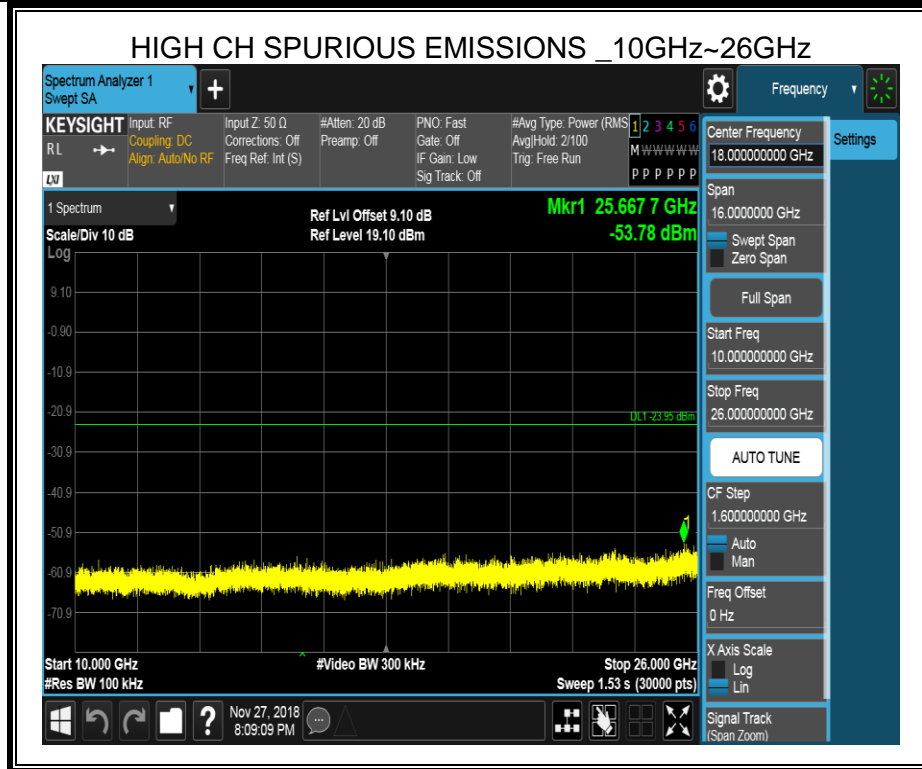 HIGH CH SPURIOUS EMISSIONS _10GHz~26GHz
Spectrum Analyzer 1
Swept SA
+
Frequency
KEYSIGHT
RL
LXI
Input: RF
Coupling: DC
Align: Auto/No RF
Input Z: 50 Ω
Corrections: Off
Freq Ref: Int (S)
#Atten: 20 dB
Preamp: Off
PNO: Fast
Gate: Off
IF Gain: Low
Sig Track: Off
#Avg Type: Power (RMS
Avg|Hold: 2/100
Trig: Free Run
1 2 3 4 5 6
M W W W W W
P P P P P P
1 Spectrum
Scale/Div 10 dB
Ref Lvl Offset 9.10 dB
Ref Level 19.10 dBm
Mkr1 25.667 7 GHz
-53.78 dBm
Log
9.10
-0.90
-10.9
-20.9
-30.9
-40.9
-50.9
-60.9
-70.9
DL1 -23.95 dBm
1
Start 10.000 GHz
#Res BW 100 kHz
#Video BW 300 kHz
Stop 26.000 GHz
Sweep 1.53 s (30000 pts)
?
Nov 27, 2018
8:09:09 PM
Center Frequency
18.000000000 GHz
Settings
Span
16.0000000 GHz
Swept Span
Zero Span
Full Span
Start Freq
10.000000000 GHz
Stop Freq
26.000000000 GHz
AUTO TUNE
CF Step
1.600000000 GHz
Auto
Man
Freq Offset
0 Hz
X Axis Scale
Log
Lin
Signal Track
(Span Zoom)